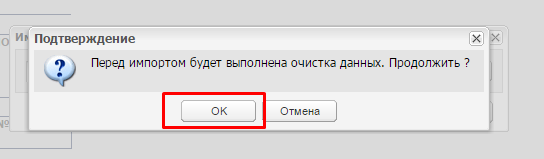 Подтверждение
Перед импортом будет выполнена очистка данных. Продолжить ?
OK
Отмена